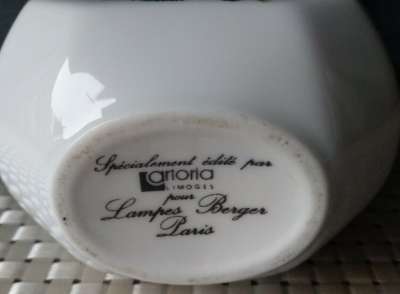 Spécialement édité par
artoria
LIMOGES
pour
Lampes Berger
Paris